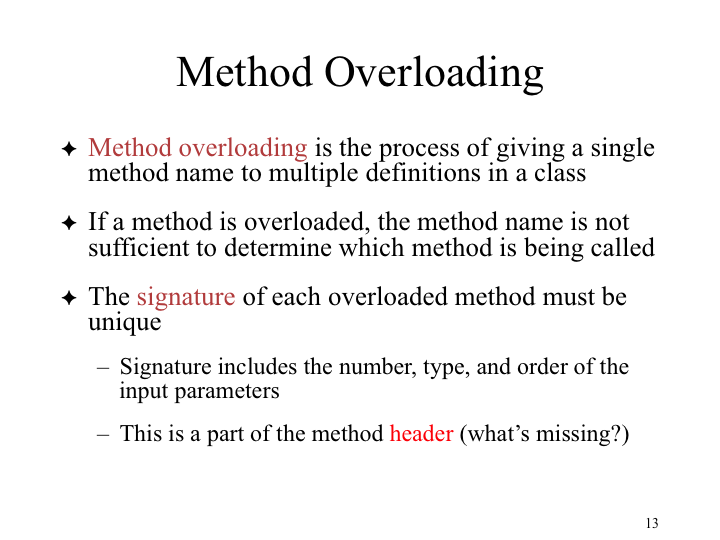 Method Overloading
✦ Method overloading is the process of giving a single
method name to multiple definitions in a class
✦ If a method is overloaded, the method name is not
sufficient to determine which method is being called
✦ The signature of each overloaded method must be
unique
– Signature includes the number, type, and order of the
input parameters
– This is a part of the method header (what’s missing?)
13